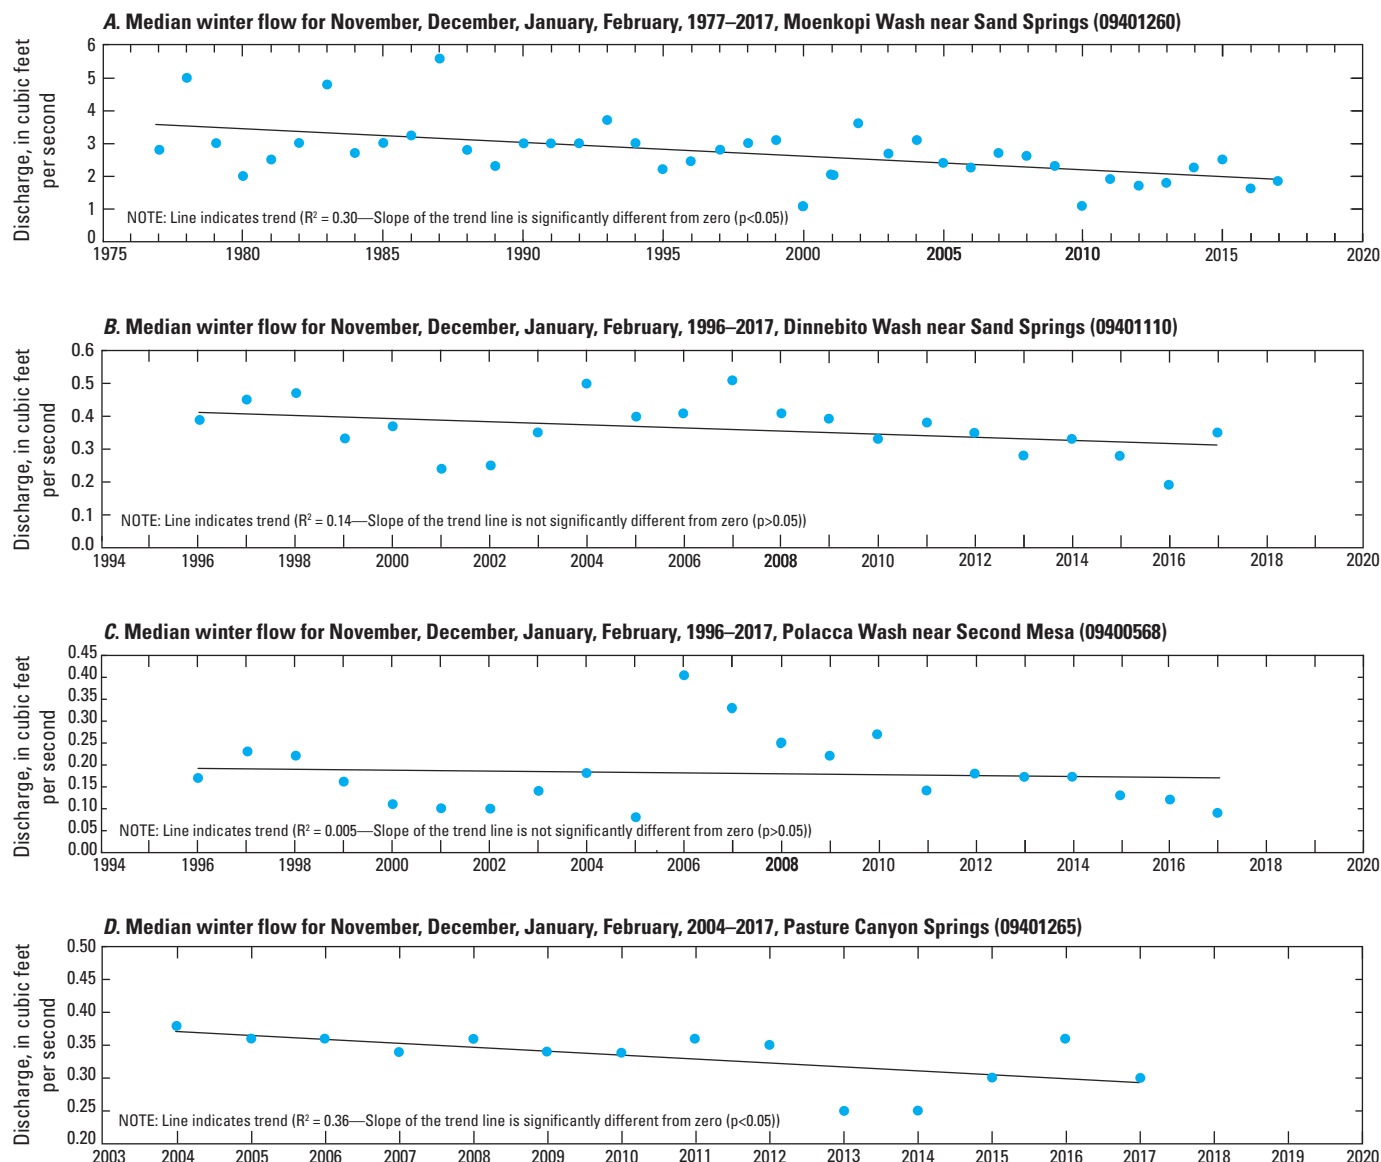 A. Median winter flow for November, December, January, February, 1977–2017, Moenkopi Wash near Sand Springs (09401260)
Discharge, in cubic feet
per second
6
5
4
3
2
1
0
NOTE: Line indicates trend (R² = 0.30—Slope of the trend line is significantly different from zero (p<0.05))
1975 1980 1985 1990 1995 2000 2005 2010 2015 2020
B. Median winter flow for November, December, January, February, 1996–2017, Dinnebito Wash near Sand Springs (09401110)
Discharge, in cubic feet
per second
0.6
0.5
0.4
0.3
0.2
0.1
0.0
NOTE: Line indicates trend (R² = 0.14—Slope of the trend line is not significantly different from zero (p>0.05))
1994 1996 1998 2000 2002 2004 2006 2008 2010 2012 2014 2016 2018 2020
C. Median winter flow for November, December, January, February, 1996–2017, Polacca Wash near Second Mesa (09400568)
Discharge, in cubic feet
per second
0.45
0.40
0.35
0.30
0.25
0.20
0.15
0.10
0.05
0.00
NOTE: Line indicates trend (R² = 0.005—Slope of the trend line is not significantly different from zero (p>0.05))
1994 1996 1998 2000 2002 2004 2006 2008 2010 2012 2014 2016 2018 2020
D. Median winter flow for November, December, January, February, 2004–2017, Pasture Canyon Springs (09401265)
Discharge, in cubic feet
per second
0.50
0.45
0.40
0.35
0.30
0.25
0.20
NOTE: Line indicates trend (R² = 0.36—Slope of the trend line is significantly different from zero (p<0.05))
2003 2004 2005 2006 2007 2008 2009 2010 2011 2012 2013 2014 2015 2016 2017 2018 2019 2020